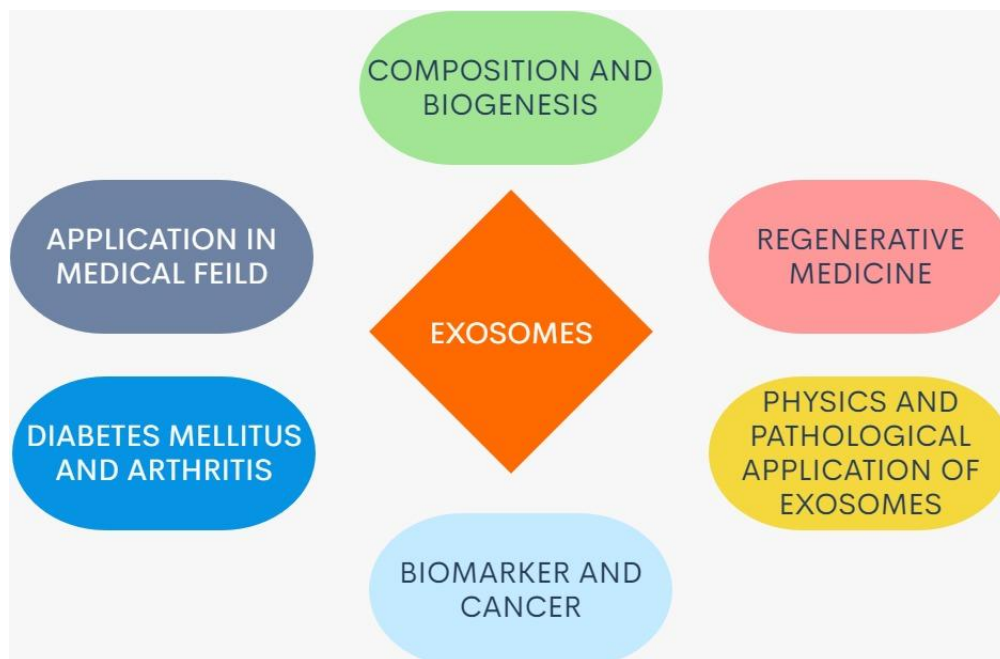 COMPOSITION AND
BIOGENESIS
APPLICATION IN
MEDICAL FEILD
REGENERATIVE
MEDICINE
EXOSOMES
DIABETES MELLITUS
AND ARTHRITIS
PHYSICS AND
PATHOLOGICAL
APPLICATION OF
EXOSOMES
BIOMARKER AND
CANCER